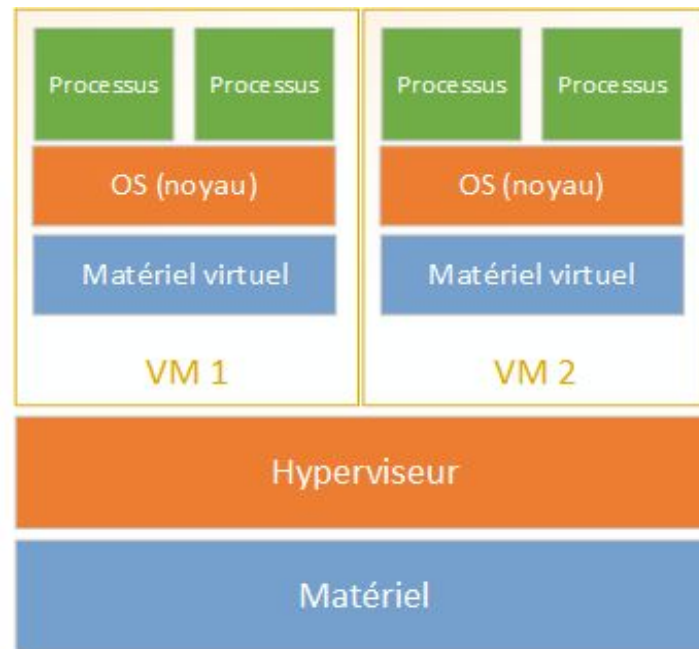 Processus Processus Processus Processus
OS (noyau) OS (noyau)
Matériel virtuel Matériel virtuel
VM 1 VM 2
Hyperviseur
Matériel